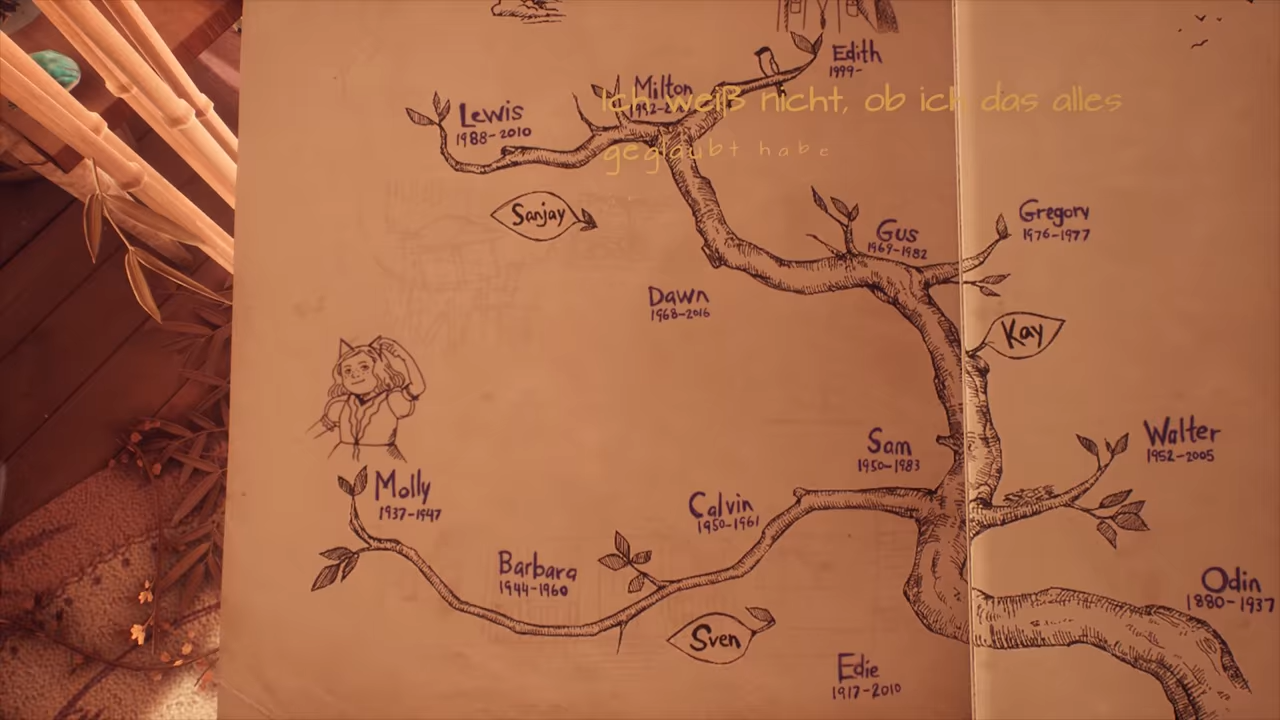 Edith
1999-
Milton
Lewis
1988-2010
Ich weiß nicht, ob ich das alles
geglaubt habe
Sanjay
Gregory
1976-1977
Gus
1969-1982
Dawn
1968-2016
Kay
Walter
1952-2005
Sam
1950-1983
Molly
1937-1947
Calvin
1950-1961
Barbara
1944-1960
Odin
1880-1937
Sven
Edie
1917-2010